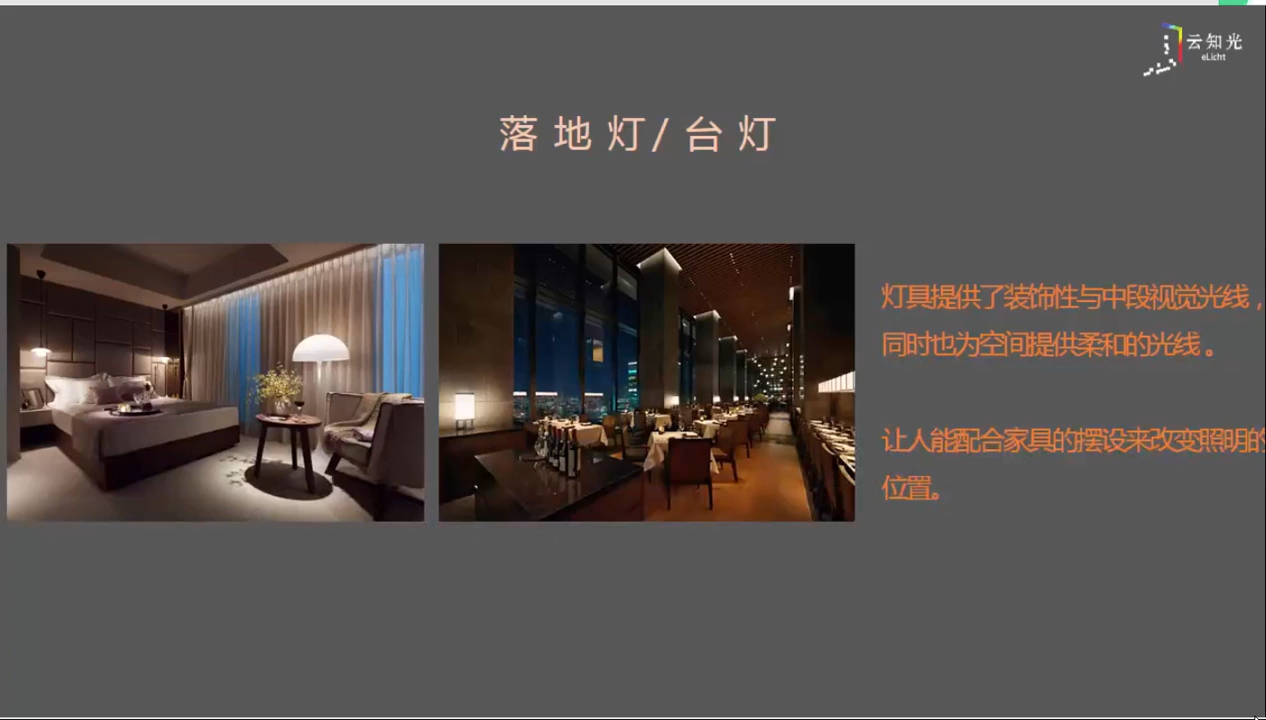 云知光
eLicht
落地灯/台灯
灯具提供了装饰性与中段视觉光线，
同时也为空间提供柔和的光线。
让人能配合家具的摆设来改变照明的
位置。